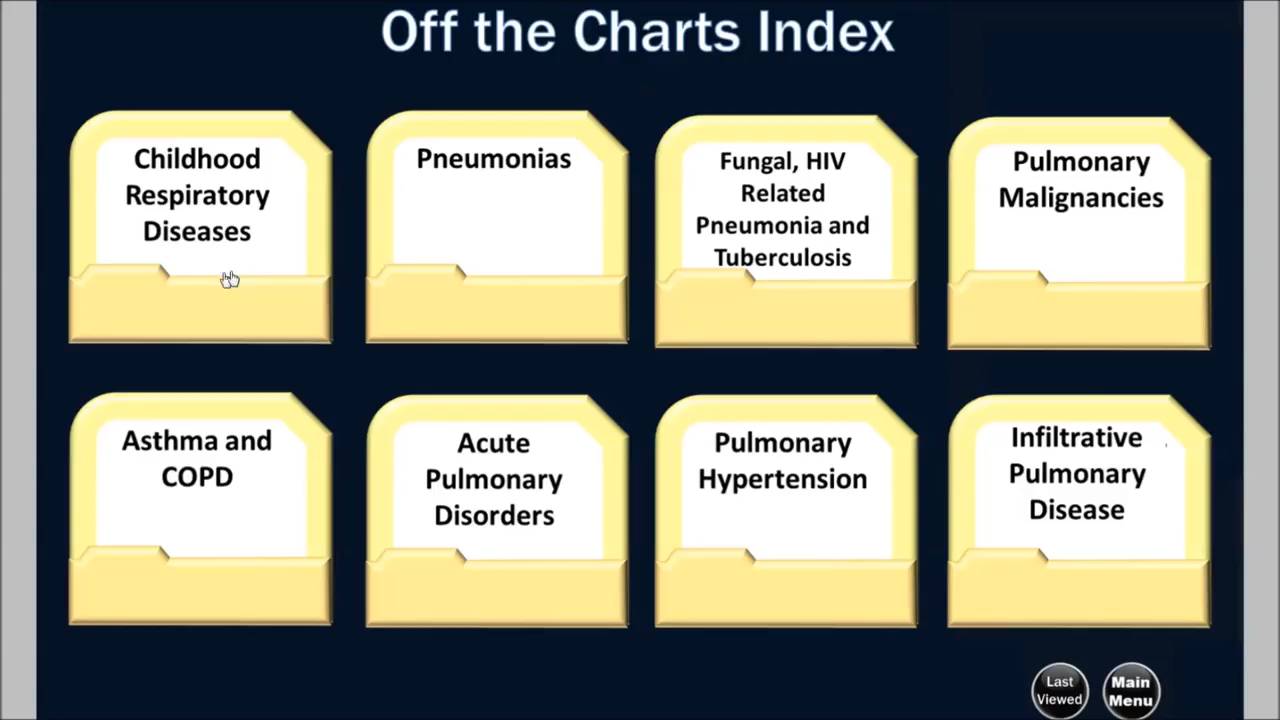 Off the Charts Index
Childhood
Respiratory
Diseases
Pneumonias
Fungal, HIV
Related
Pneumonia and
Tuberculosis
Pulmonary
Malignancies
Asthma and
COPD
Acute
Pulmonary
Disorders
Pulmonary
Hypertension
Infiltrative
Pulmonary
Disease
Last
Viewed
Main
Menu